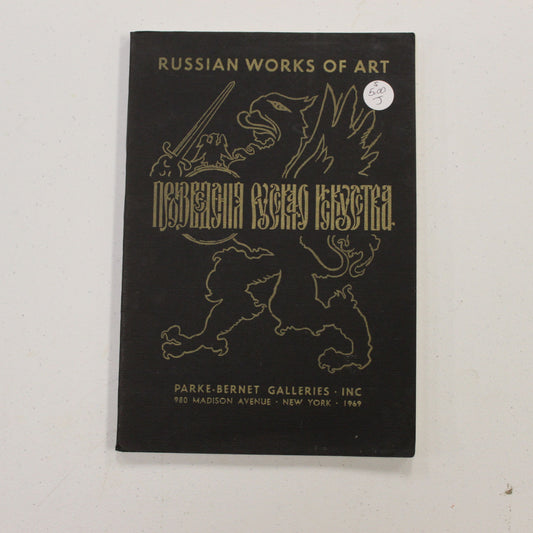 RUSSIAN WORKS OF ART
$
5.00
J
ПРОИЗВЕДЕНИЯ РУССКАГО ИСКУССТВА.
PARKE·BERNET GALLERIES · INC
980 MADISON AVENUE · NEW YORK · 1969